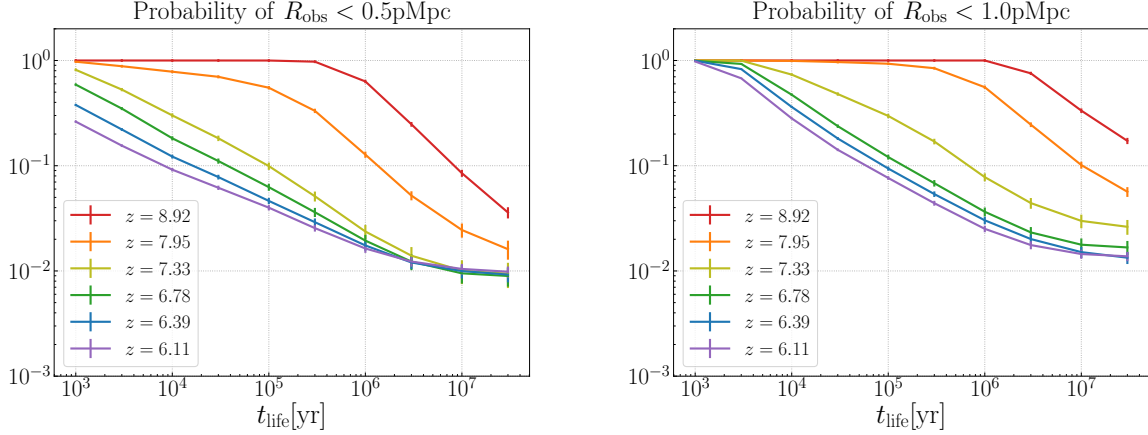 Probability of R_obs < 0.5pMpc
10^0
10^−1
10^−2
10^−3
z = 8.92
z = 7.95
z = 7.33
z = 6.78
z = 6.39
z = 6.11
10^3 10^4 10^5 10^6 10^7
t_life[yr]
Probability of R_obs < 1.0pMpc
10^0
10^−1
10^−2
10^−3
z = 8.92
z = 7.95
z = 7.33
z = 6.78
z = 6.39
z = 6.11
10^3 10^4 10^5 10^6 10^7
t_life[yr]